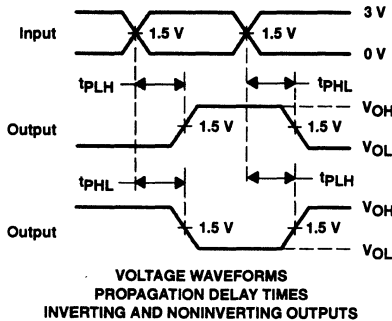 3 V
Input
1.5 V
1.5 V
0 V
tPLH
tPHL
VOH
Output
1.5 V
1.5 V
VOL
tPHL
tPLH
VOH
Output
1.5 V
1.5 V
VOL
VOLTAGE WAVEFORMS
PROPAGATION DELAY TIMES
INVERTING AND NONINVERTING OUTPUTS